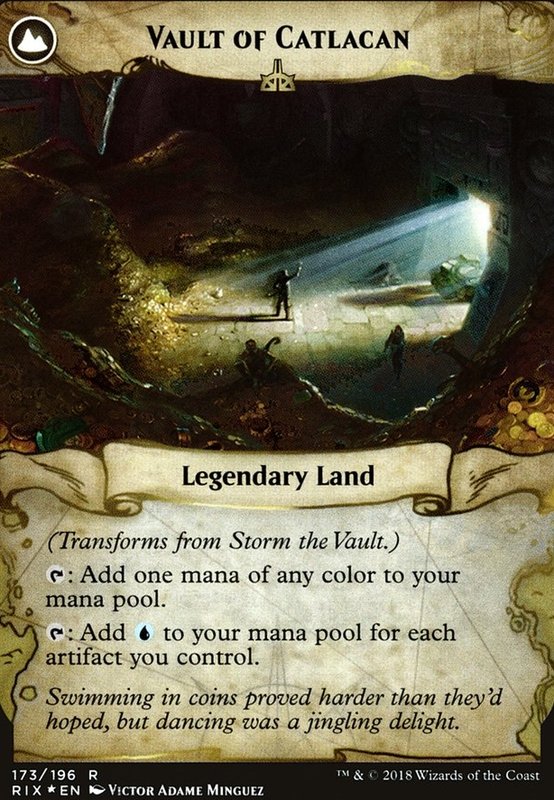 Vault of Catlacan
Legendary Land
(Transforms from Storm the Vault.)
: Add one mana of any color to your
mana pool.
: Add to your mana pool for each
artifact you control.
Swimming in coins proved harder than they'd
hoped, but dancing was a jingling delight.
173/196 R
RIX★EN Victor Adame Minguez
™ & © 2018 Wizards of the Coast